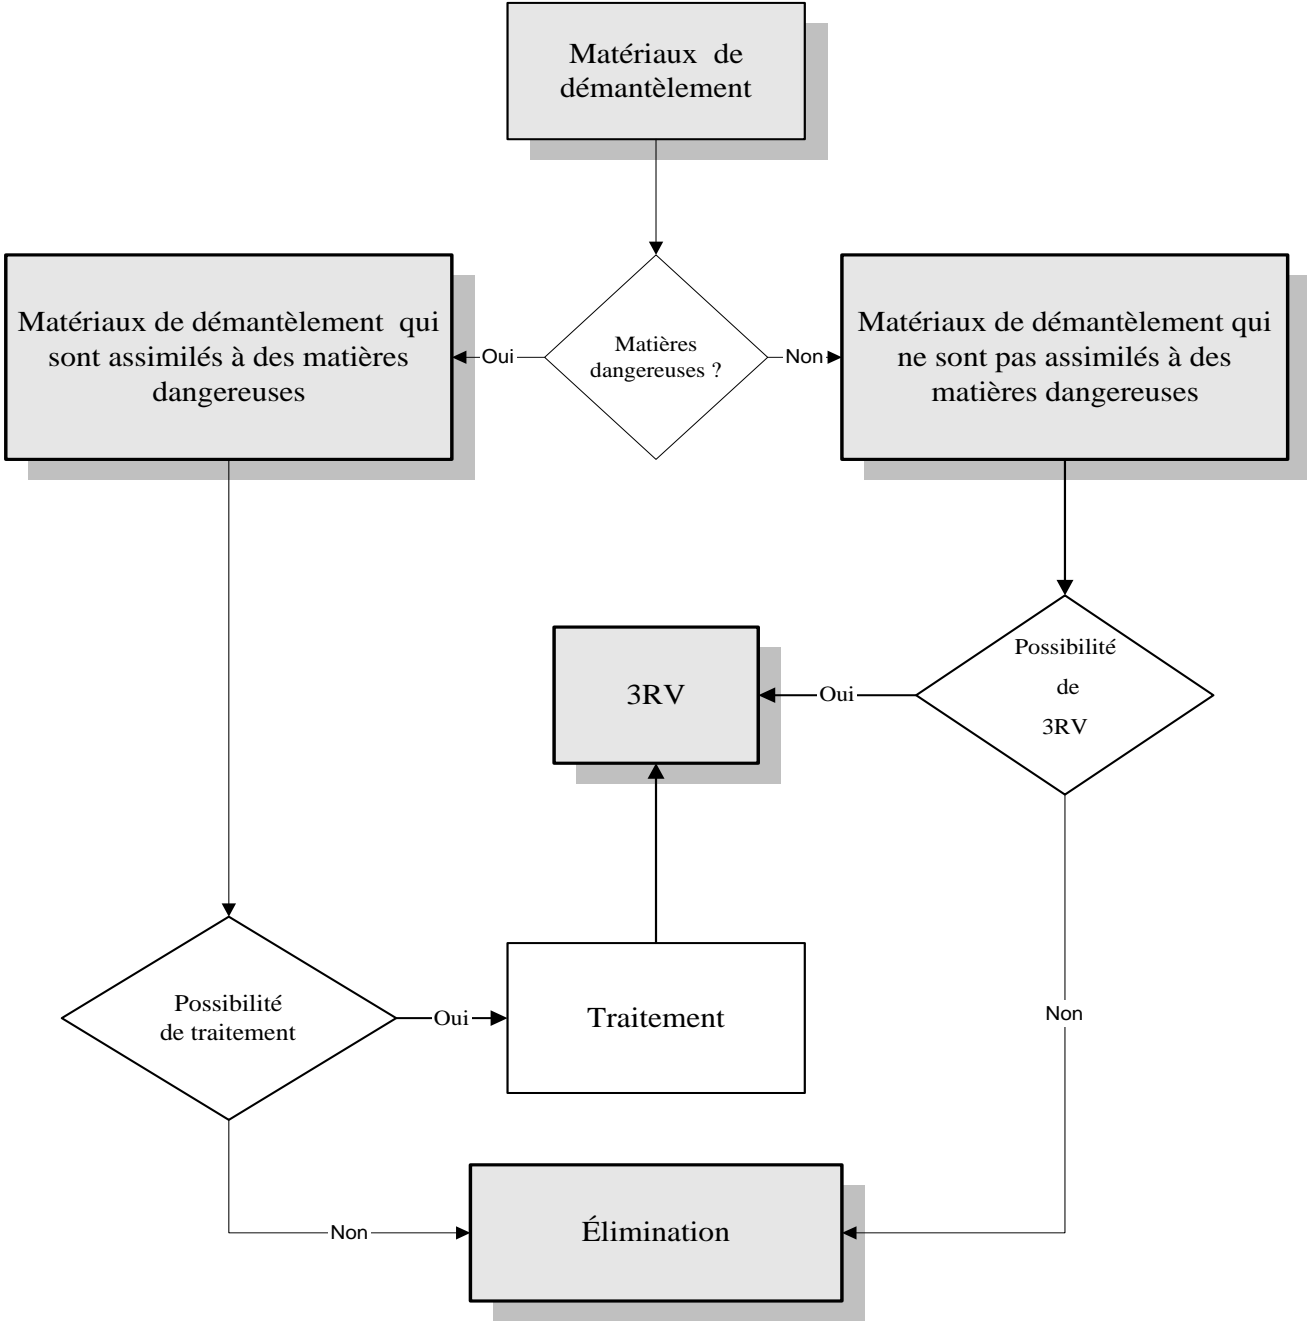 Matériaux de
démantèlement
Matériaux de démantèlement qui
sont assimilés à des matières
dangereuses
Oui
Matières
dangereuses ?
Non
Matériaux de démantèlement qui
ne sont pas assimilés à des
matières dangereuses
3RV
Oui
Possibilité
de
3RV
Possibilité
de traitement
Oui
Traitement
Non
Non
Élimination